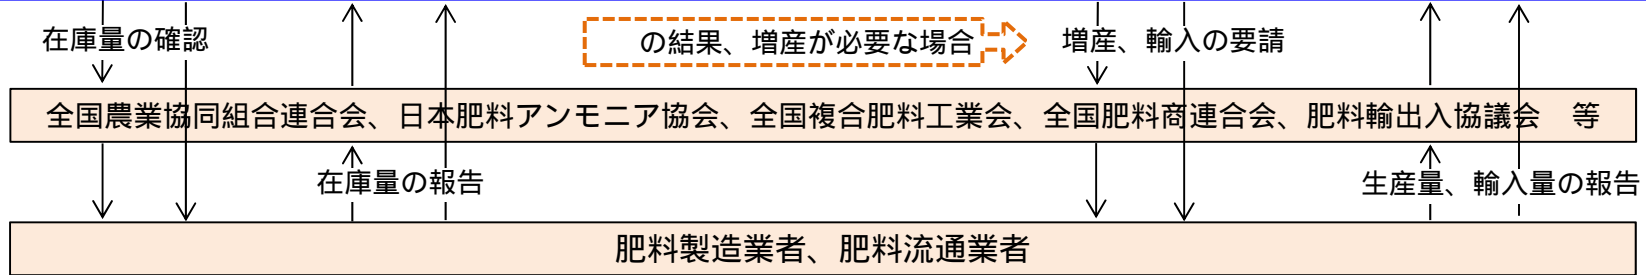 在庫量の確認
の結果、増産が必要な場合
増産、輸入の要請
全国農業協同組合連合会、日本肥料アンモニア協会、全国複合肥料工業会、全国肥料商連合会、肥料輸出入協議会　等
在庫量の報告
生産量、輸入量の報告
肥料製造業者、肥料流通業者